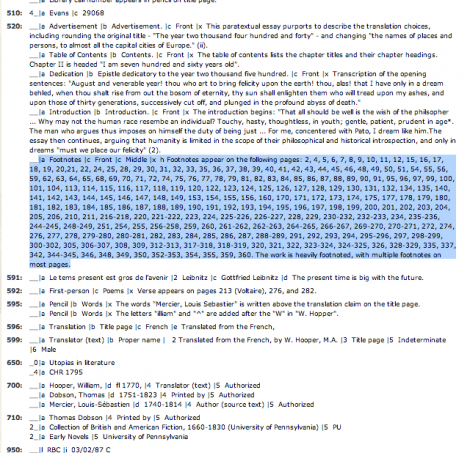 510: 4_|a Evans |c 29068
520: __|a Advertisement |b Advertisement. |c Front |x This paratextual essay purports to describe the translation choices,
including rounding the original title - "The year two thousand four hundred and forty" - and changing "the names of places and
persons, to almost all the capital cities of Europe." (ii).
__|a Table of Contents |b Contents. |c Front |x The table of contents lists the chapter titles and their chapter headings.
Chapter II is headed "I am seven hundred and sixty years old".
__|a Dedication |b Epistle dedicatory to the year two thousand five hundred. |c Front |x Transcription of the opening
sentences: "August and venerable year! thou who art to bring felicity upon the earth! thou, alas! that I have only in a dream
behled, when thou shalt rise from out the bosom of eternity, thy sun shall enlighten them who will tread upon my ashes, and
upon those of thirty generations, successively cut off, and plunged in the profound abyss of death."
__|a Introduction |b Introduction. |c Front |x The introduction begins: "That all should be well is the wish of the philsopher
... Why may not the human race resemble an individual? Touchy, hasty, thoughtless, in youth; gentle, patient, prudent in age".
The man who argues thus imposes on himself the duty of being just ... For me, concentered with Pato, I dream like him.The
essay then continues, arguing that humanity is limited in the scope of their philosophical and historical introspection, and only in
dreams "must we place our felicity" (2).
__|a Footnotes |c Front |c Middle |x h Footnotes appear on the following pages: 2, 4, 5, 6, 7, 8, 9, 10, 11, 12, 15, 16, 17,
18, 19, 20,21, 22, 24, 25, 28, 29, 30, 31, 32, 33, 35, 36, 37, 38, 39, 40, 41, 42, 43, 44, 45, 46, 48, 49, 50, 51, 54, 55, 56,
59, 62, 63, 64, 65, 68, 69, 70, 71, 72, 74, 75, 76, 77, 78, 79, 81, 82, 83, 84, 85, 86, 87, 88, 89, 90, 91, 95, 96, 97, 99, 100,
101, 104, 113, 114, 115, 116, 117, 118, 119, 120, 122, 123, 124, 125, 126, 127, 128, 129, 130, 131, 132, 134, 135, 140,
141, 142, 143, 144, 145, 146, 147, 148, 149, 153, 154, 155, 156, 160, 170, 171, 172, 173, 174, 175, 177, 178, 179, 180,
181, 182, 183, 184, 185, 186, 187, 188, 189, 190, 191, 192, 193, 194, 195, 196, 197, 197, 198, 199, 200, 201, 202, 203, 204,
205, 206, 210, 211, 216-218, 220, 221-222, 223, 224, 225-226, 226-227, 228, 229, 230-232, 232-233, 234, 235-236,
244-245, 248-249, 251, 254, 255, 256-258, 259, 260, 261-262, 262-263, 264-265, 266-267, 269-270, 270-271, 272, 274,
276, 277, 278, 279-280, 280-281, 282, 283, 284, 285, 286, 287, 288-289, 291, 292, 293, 294, 295-296, 297, 298-299,
300-302, 305, 306-307, 308, 309-312, 313-317, 317-318, 318-319, 320, 321, 322, 323-324, 324-325, 326, 328-329, 335, 337,
342, 344-345, 346, 348, 349, 350, 352-353, 354, 355, 359, 360. The work is heavily footnoted, with multiple footnotes on
most pages.
591: __|a Le tems present est gros de l'avenir |2 Leibnitz |c Gottfried Leibnitz |d The present time is big with the future.
592: __|a First-person |c Poems |x Verse appears on pages 213 (Voltaire), 276, and 282.
595: __|a Pencil |b Words |x The words "Mercier, Louis Sebastier" is written above the translation claim on the title page.
__|a Pencil |b Words |x The letters "illiam" and "^" are added after the "W" in "W. Hopper".
596: __|a Translation |b Title page |c French |e Translated from the French,
599: __|a Translator (text) |b Proper name | 2 Translated from the French, by W. Hooper, M.A. |3 Title page |5 Indeterminate
|6 Male
650: _0|a Utopias in literature
_4|a CHR 1795
700: __|a Hooper, William, |d fl1770, |4 Translator (text) |5 Authorized
__|a Dobson, Thomas |d 1751-1823 |4 Printed by |5 Authorized
__|a Mercier, Louis-Sébastien |d 1740-1814 |4 Author (source text) |5 Authorized
710: __|a Thomas Dobson |4 Printed by |5 Authorized
2_|a Collection of British and American Fiction, 1660-1830 (University of Pennsylvania) |5 PU
2_|a Early Novels |5 University of Pennsylvania
950: __|l RBC |i 03/02/87 C